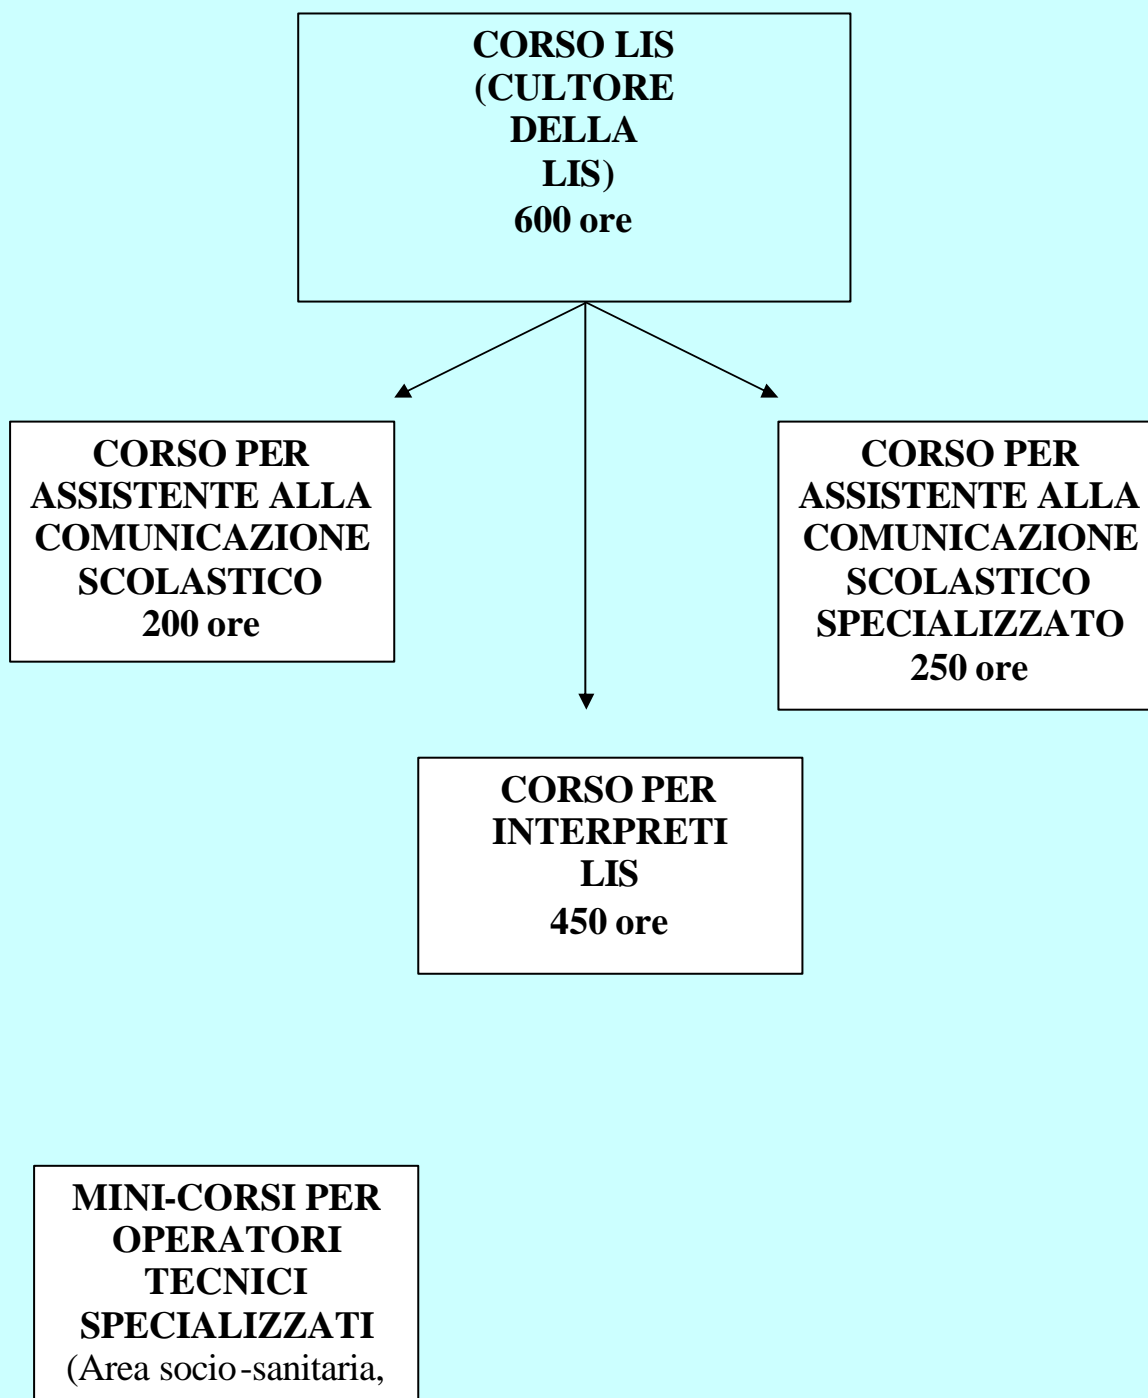 CORSO LIS
(CULTORE
DELLA
LIS)
600 ore
CORSO PER
ASSISTENTE ALLA
COMUNICAZIONE
SCOLASTICO
200 ore
CORSO PER
ASSISTENTE ALLA
COMUNICAZIONE
SCOLASTICO
SPECIALIZZATO
250 ore
CORSO PER
INTERPRETI
LIS
450 ore
MINI-CORSI PER
OPERATORI
TECNICI
SPECIALIZZATI
(Area socio-sanitaria,